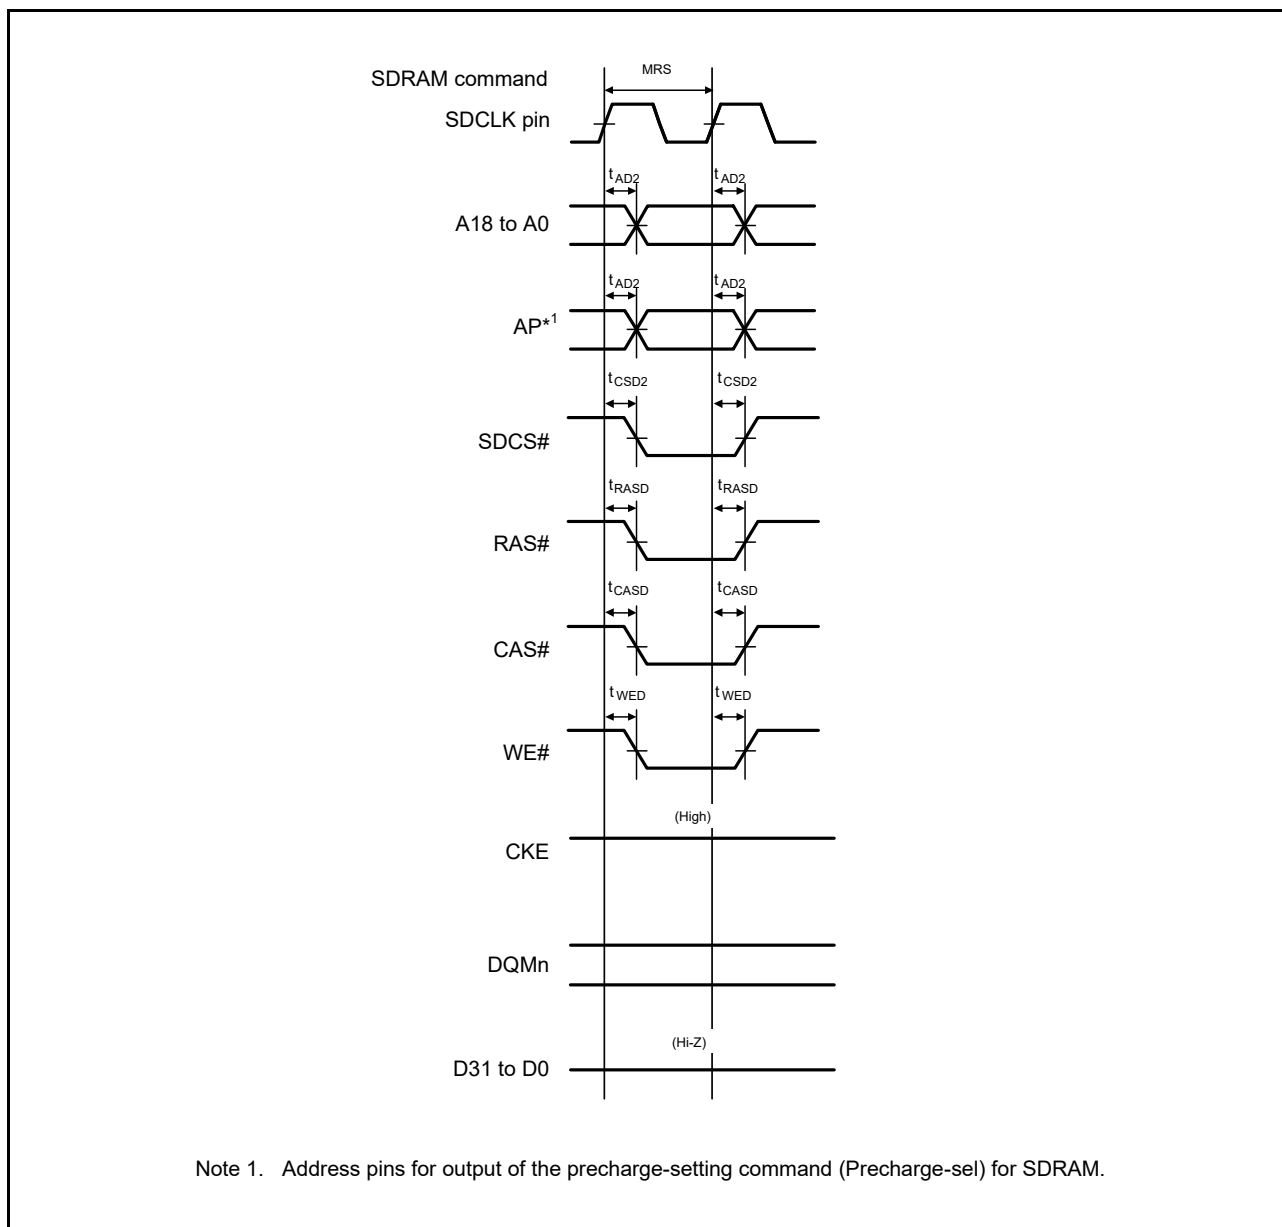 SDRAM command
MRS
SDCLK pin
tAD2 tAD2
A18 to A0
tAD2 tAD2
AP*1
tCSD2 tCSD2
SDCS#
tRASD tRASD
RAS#
tCASD tCASD
CAS#
tWED tWED
WE#
(High)
CKE
DQMn
(Hi-Z)
D31 to D0
Note 1. Address pins for output of the precharge-setting command (Precharge-sel) for SDRAM.